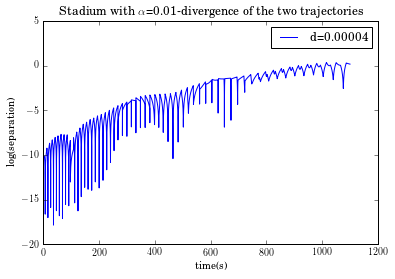 Stadium with α=0.01-divergence of the two trajectories
d=0.00004
5
0
−5
−10
−15
−20
log(separation)
0 200 400 600 800 1000 1200
time(s)